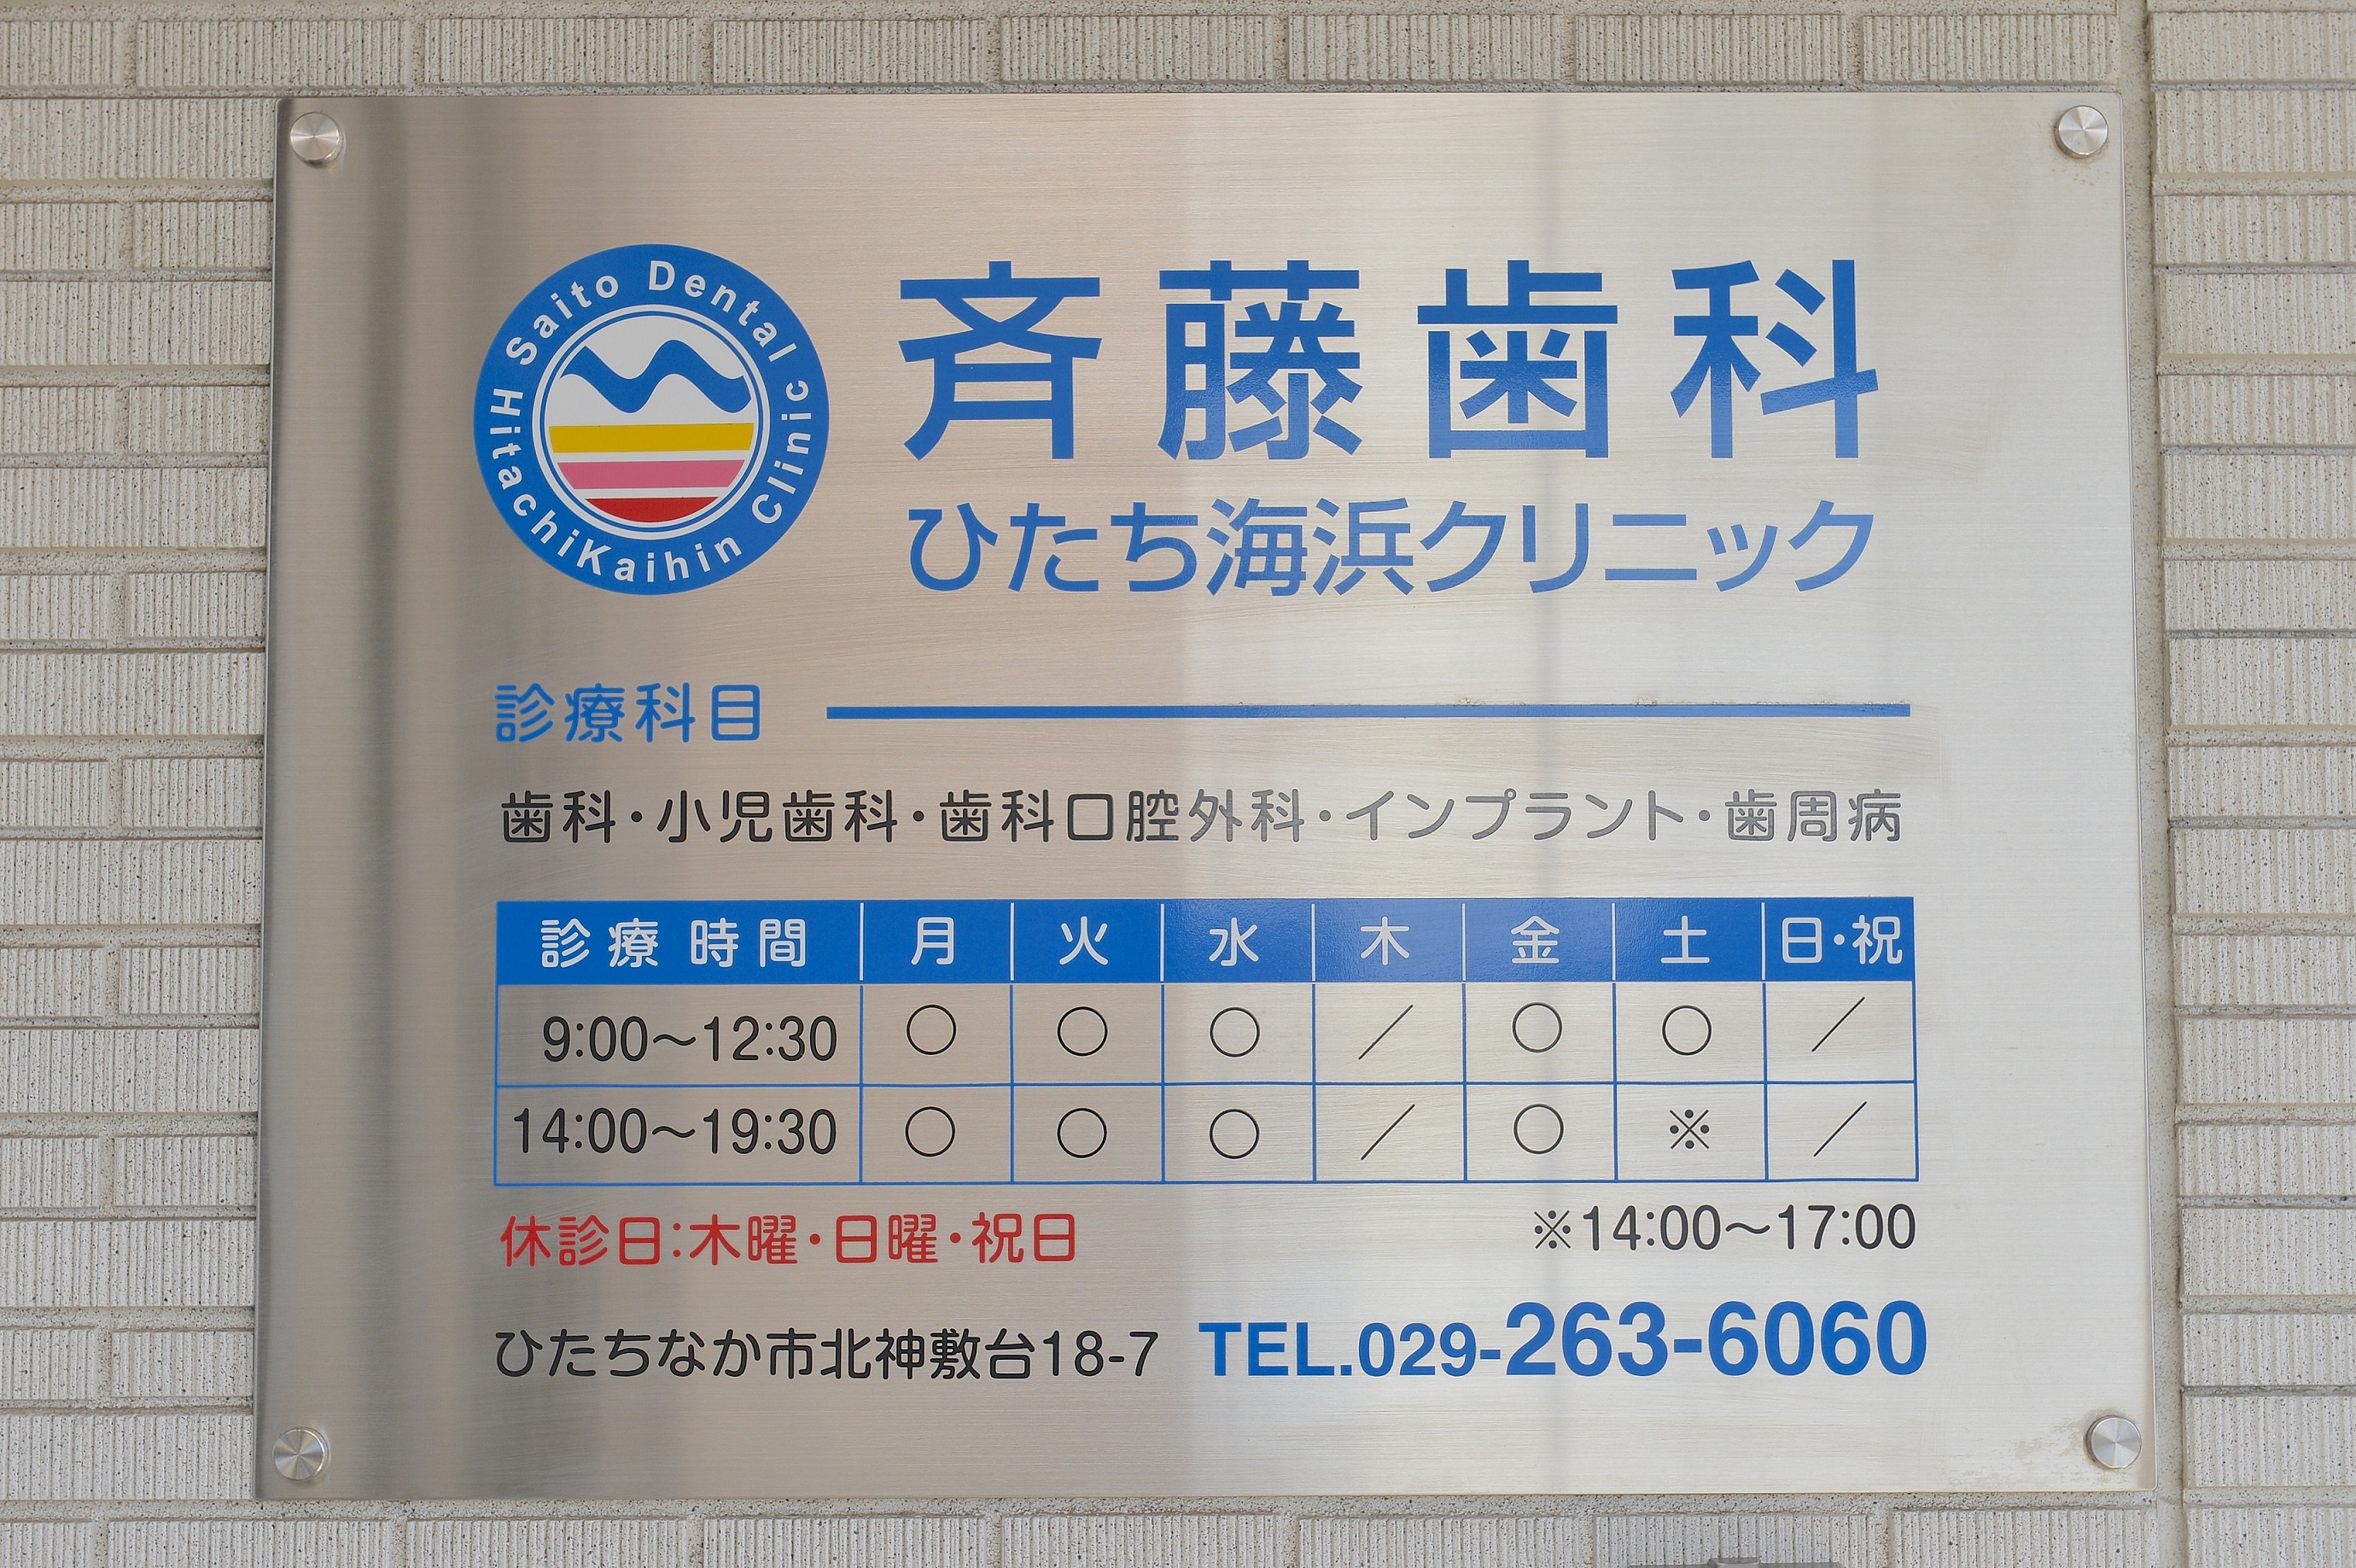 Saito Dental Clinic
HitachiKaihin
斉藤歯科
ひたち海浜クリニック
診療科目
歯科・小児歯科・歯科口腔外科・インプラント・歯周病
診療 時間 月 火 水 木 金 土 日・祝
9:00〜12:30 ○ ○ ○ ／ ○ ○ ／
14:00〜19:30 ○ ○ ○ ／ ○ ※ ／
休診日:木曜・日曜・祝日 ※14:00〜17:00
ひたちなか市北神敷台18-7 TEL.029-263-6060